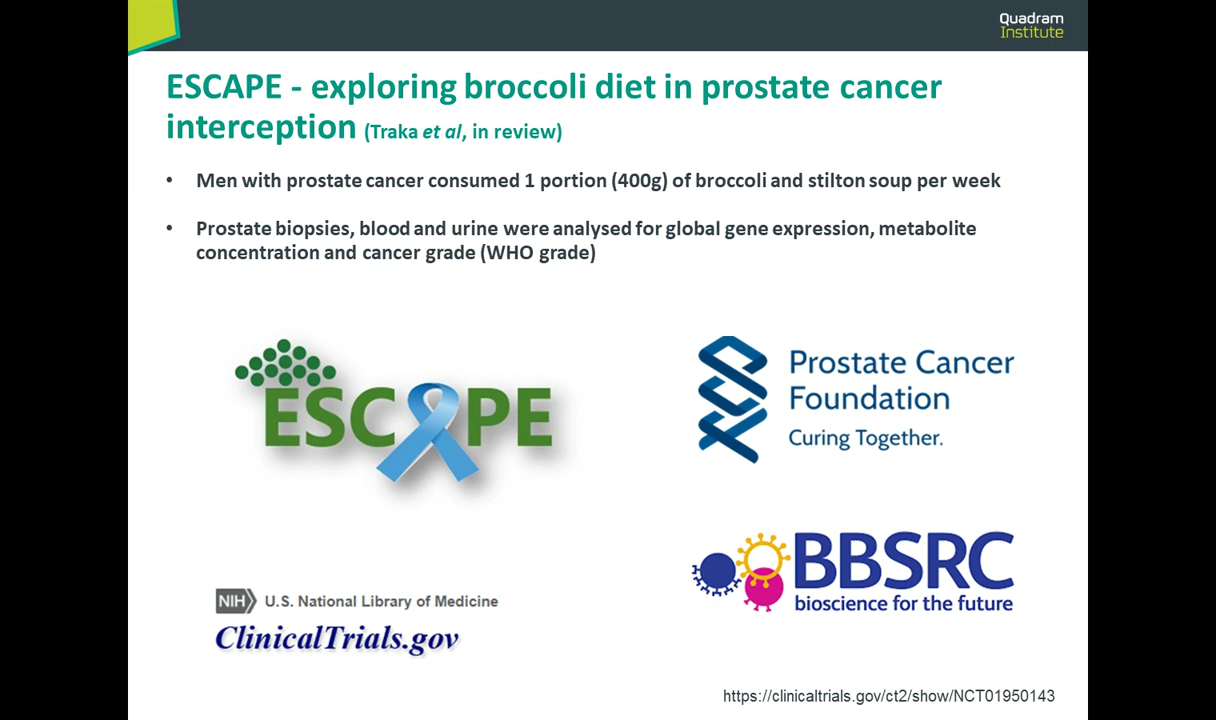 Quadram
Institute
ESCAPE - exploring broccoli diet in prostate cancer
interception (Traka et al, in review)
• Men with prostate cancer consumed 1 portion (400g) of broccoli and stilton soup per week
• Prostate biopsies, blood and urine were analysed for global gene expression, metabolite
concentration and cancer grade (WHO grade)
ESCAPE
Prostate Cancer
Foundation
Curing Together.
BBSRC
bioscience for the future
NIH U.S. National Library of Medicine
ClinicalTrials.gov
https://clinicaltrials.gov/ct2/show/NCT01950143